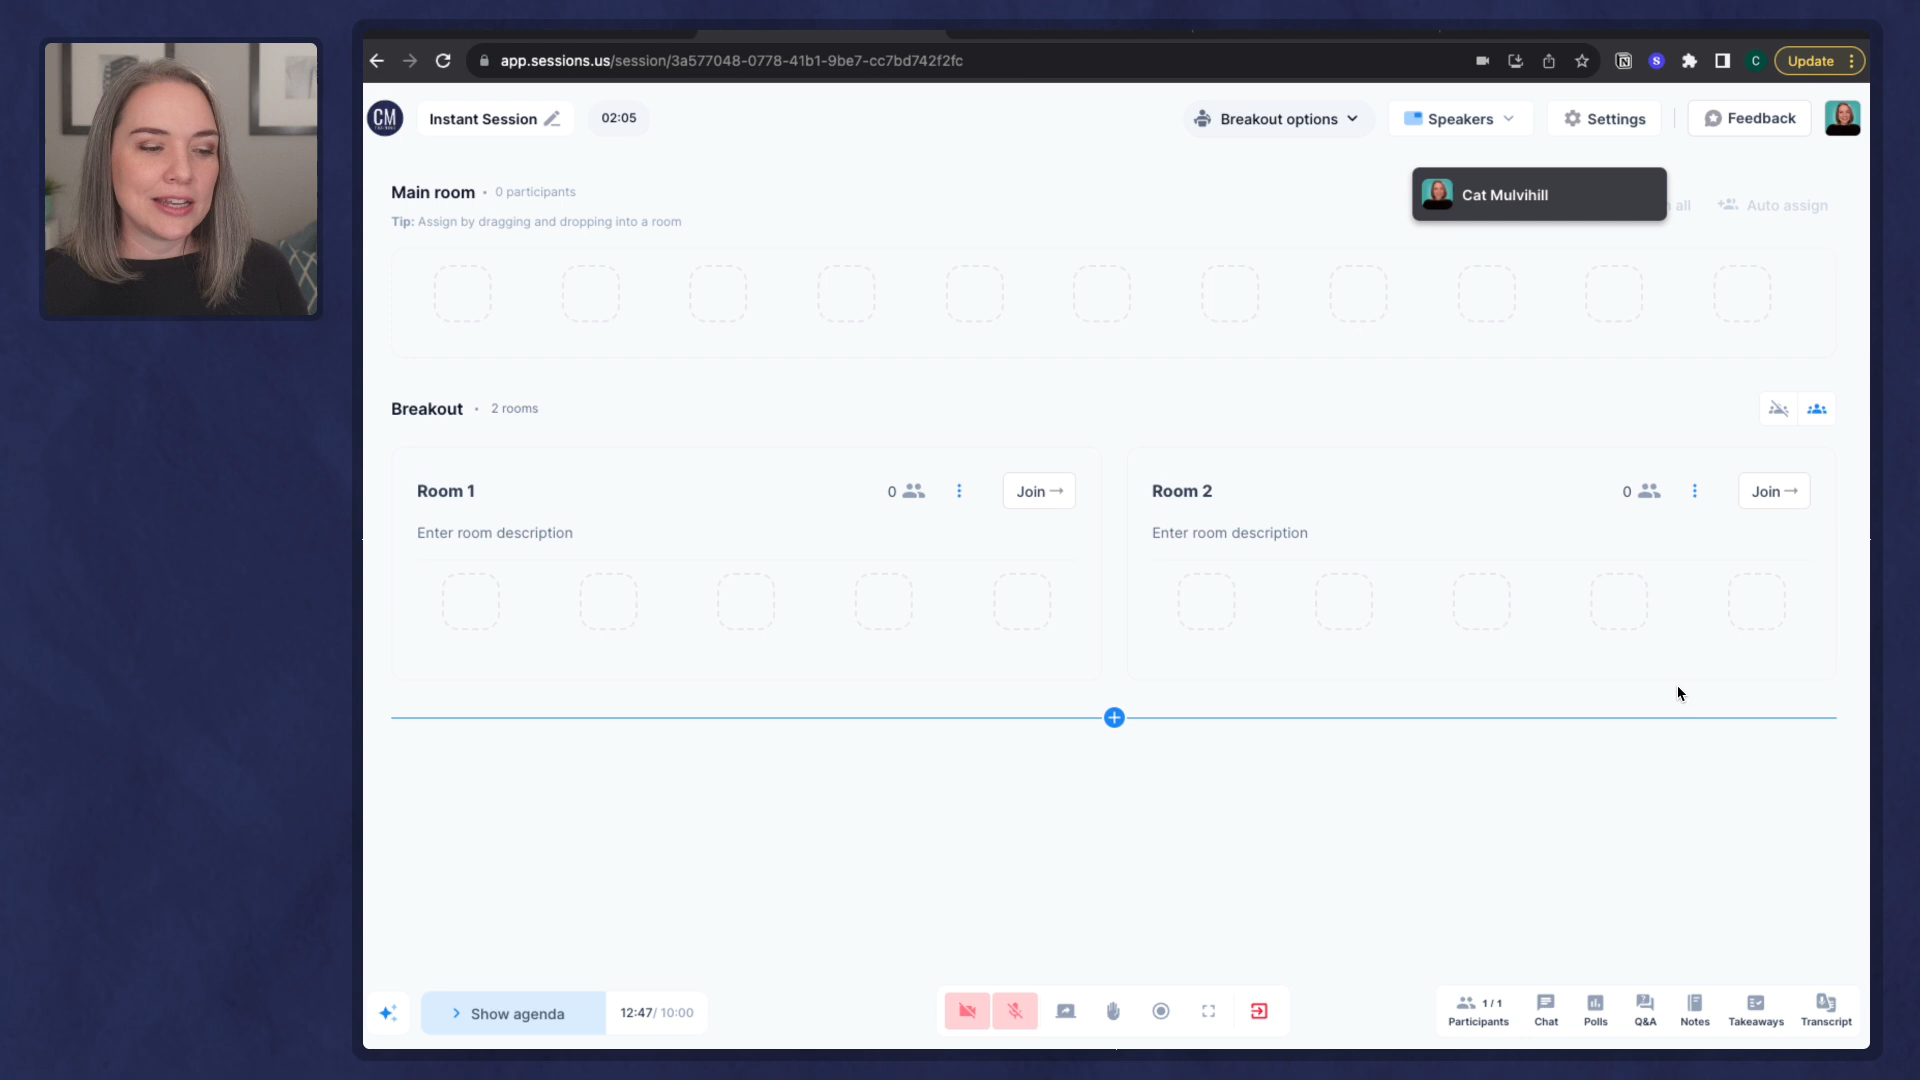 app.sessions.us/session/3a577048-0778-41b1-9be7-cc7bd742f2fc
S
C
Update
CM
Instant Session
02:05
Breakout options
Speakers
Settings
Feedback
Main room • 0 participants
Cat Mulvihill
all
Auto assign
Tip: Assign by dragging and dropping into a room
Breakout • 2 rooms
Room 1
0
Join →
Room 2
0
Join →
Enter room description
Enter room description
Show agenda
12:47 / 10:00
1 / 1
Participants
Chat
Polls
Q&A
Notes
Takeaways
Transcript